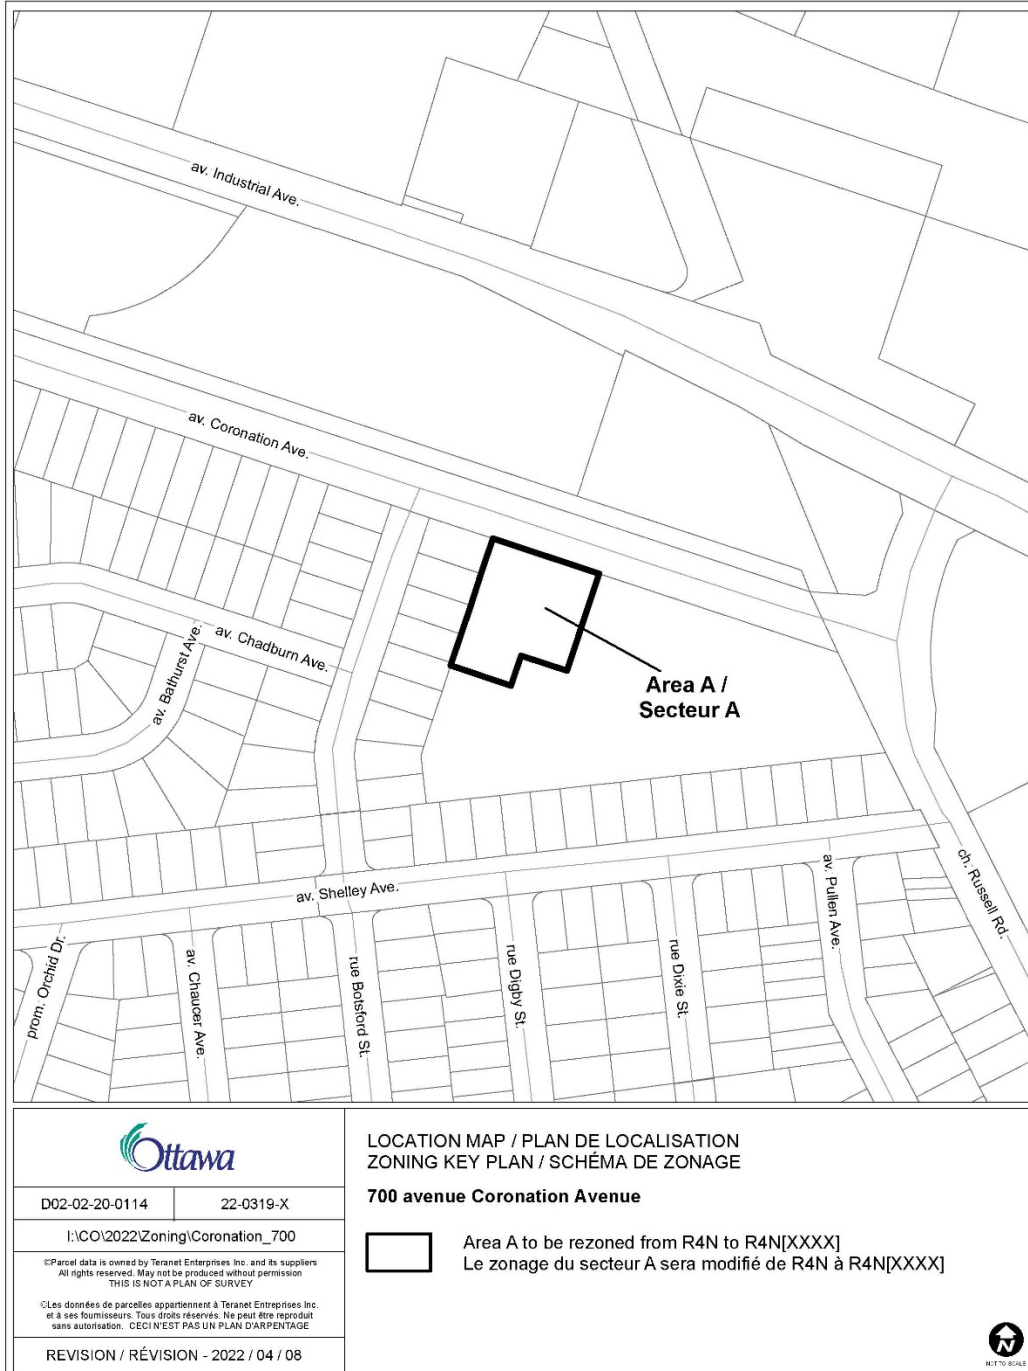 av. Industrial Ave.
av. Coronation Ave.
av. Chadburn Ave.
av. Bathurst Ave.
Area A /
Secteur A
av. Shelley Ave.
prom. Orchid Dr.
av. Chaucer Ave.
rue Botsford St.
rue Digby St.
rue Dixie St.
av. Pullen Ave.
ch. Russell Rd.
Ottawa
D02-02-20-0114
22-0319-X
I:\CO\2022\Zoning\Coronation_700
©Parcel data is owned by Teranet Enterprises Inc. and its suppliers
All rights reserved. May not be produced without permission
THIS IS NOT A PLAN OF SURVEY
©Les données de parcelles appartiennent à Teranet Entreprises Inc.
et à ses fournisseurs. Tous droits réservés. Ne peut être reproduit
sans autorisation. CECI N'EST PAS UN PLAN D'ARPENTAGE
REVISION / RÉVISION - 2022 / 04 / 08
LOCATION MAP / PLAN DE LOCALISATION
ZONING KEY PLAN / SCHÉMA DE ZONAGE
700 avenue Coronation Avenue
Area A to be rezoned from R4N to R4N[XXXX]
Le zonage du secteur A sera modifié de R4N à R4N[XXXX]
N
NOT TO SCALE